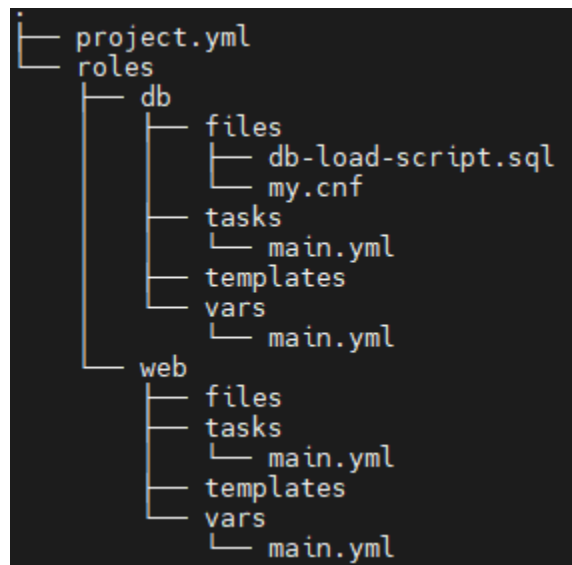 .
├── project.yml
└── roles
    ├── db
    │   ├── files
    │   │   ├── db-load-script.sql
    │   │   └── my.cnf
    │   ├── tasks
    │   │   └── main.yml
    │   ├── templates
    │   └── vars
    │       └── main.yml
    └── web
        ├── files
        ├── tasks
        │   └── main.yml
        ├── templates
        └── vars
            └── main.yml